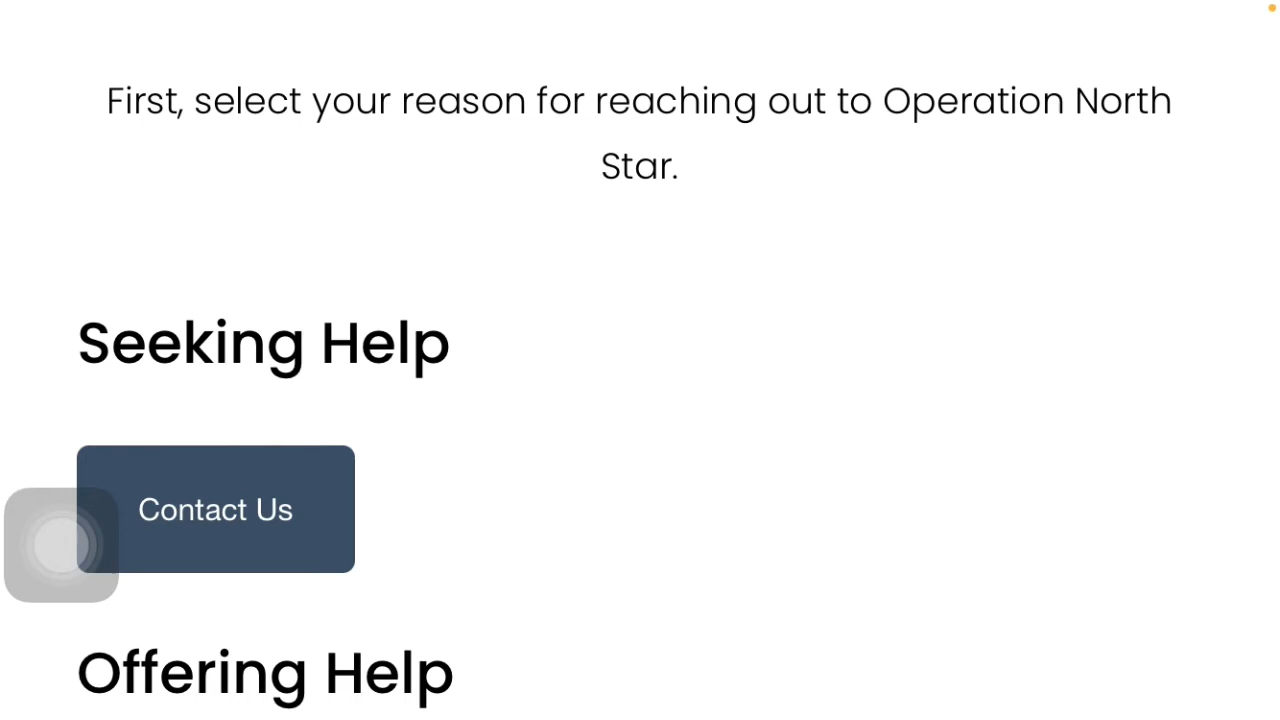 First, select your reason for reaching out to Operation North
Star.
Seeking Help
Contact Us
Offering Help